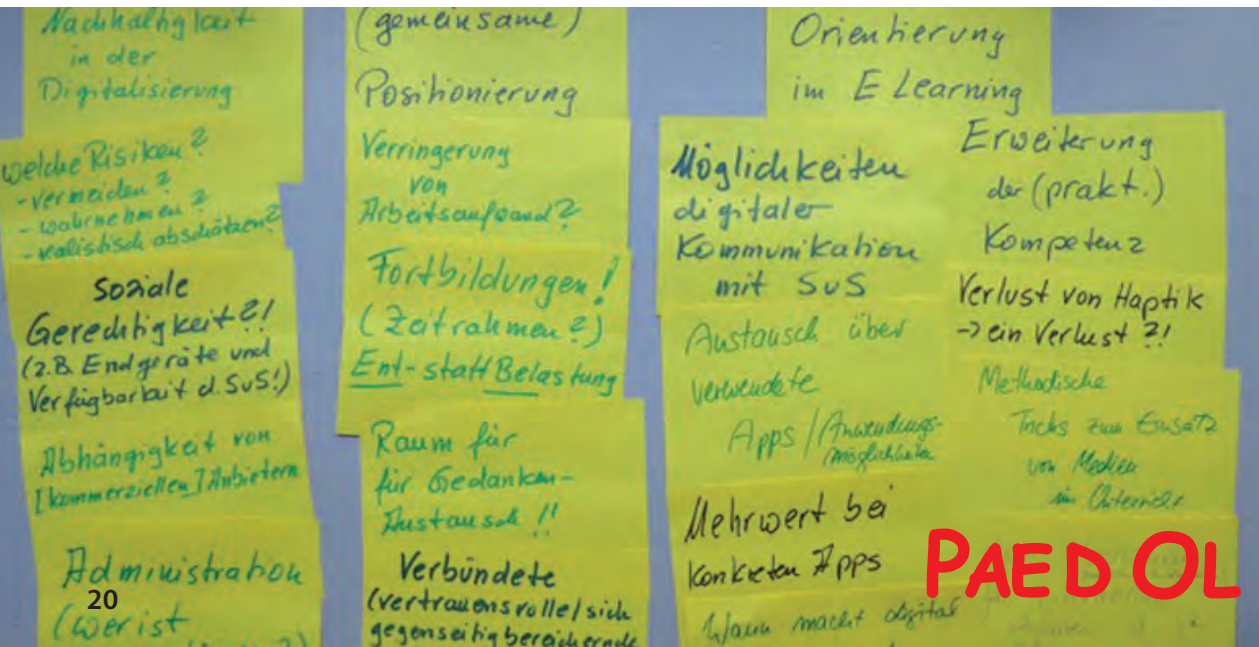 Nachhaltigkeit
in der
Digitalisierung
welche Risiken?
- vermeiden?
- wahrnehmen?
- realistisch abschätzen?
soziale
Gerechtigkeit?!
(z.B. Endgeräte und
Verfügbarkeit d. SuS!)
Abhängigkeit von
[kommerziellen] Anbietern
Administration
(wer ist
20
(gemeinsame)
Positionierung
Verringerung
von
Arbeitsaufwand?
Fortbildungen!
(Zeitrahmen?)
Ent- statt Belastung
Raum für
für Gedanken-
Austausch!!
Verbündete
(vertrauensrolle/sich
gegenseitig bereichernde
Orientierung
im E Learning
Möglichkeiten
digitaler
Kommunikation
mit SuS
Austausch über
verwendete
Apps / Anwendungs-
möglichkeiten
Mehrwert bei
konkreten Apps
Wann macht digital
Erweiterung
der (prakt.)
Kompetenz
Verlust von Haptik
-> ein Verlust?!
Methodische
Tricks zum Einsatz
von Medien
im Unterricht
PAED OL